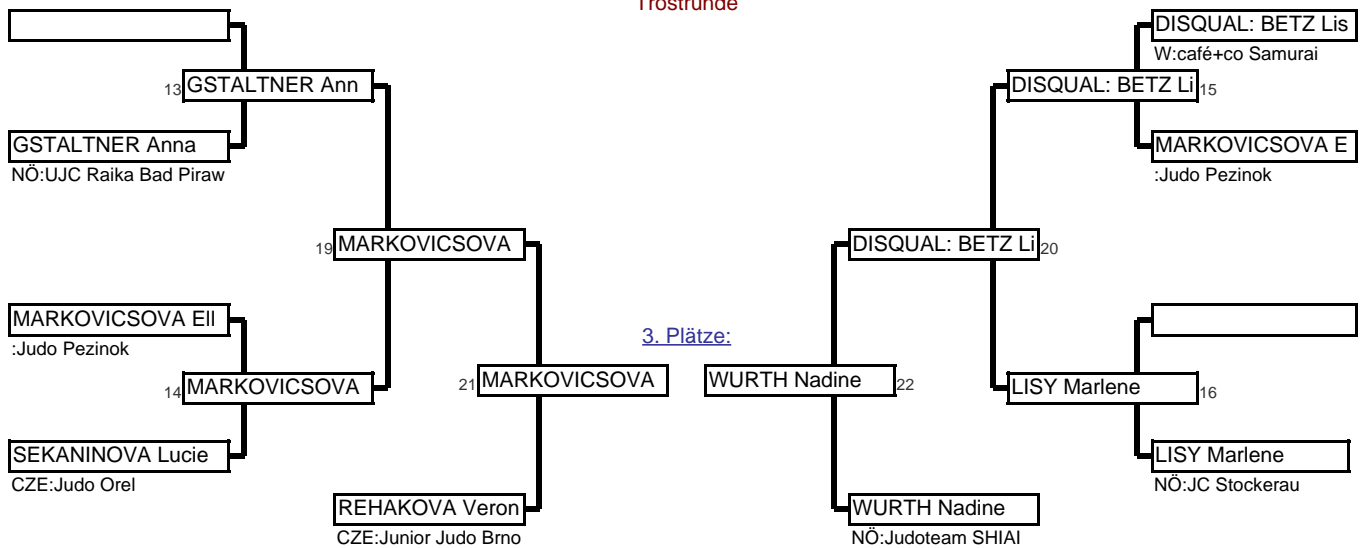 Trostrunde
DISQUAL: BETZ Lis
W:café+co Samurai
13 GSTALTNER Ann
DISQUAL: BETZ Li 15
GSTALTNER Anna
NÖ:UJC Raika Bad Piraw
MARKOVICSOVA E
:Judo Pezinok
19 MARKOVICSOVA
DISQUAL: BETZ Li 20
MARKOVICSOVA Ell
:Judo Pezinok
3. Plätze:
14 MARKOVICSOVA
21 MARKOVICSOVA
WURTH Nadine 22
LISY Marlene 16
SEKANINOVA Lucie
CZE:Judo Orel
LISY Marlene
NÖ:JC Stockerau
REHAKOVA Veron
CZE:Junior Judo Brno
WURTH Nadine
NÖ:Judoteam SHIAI